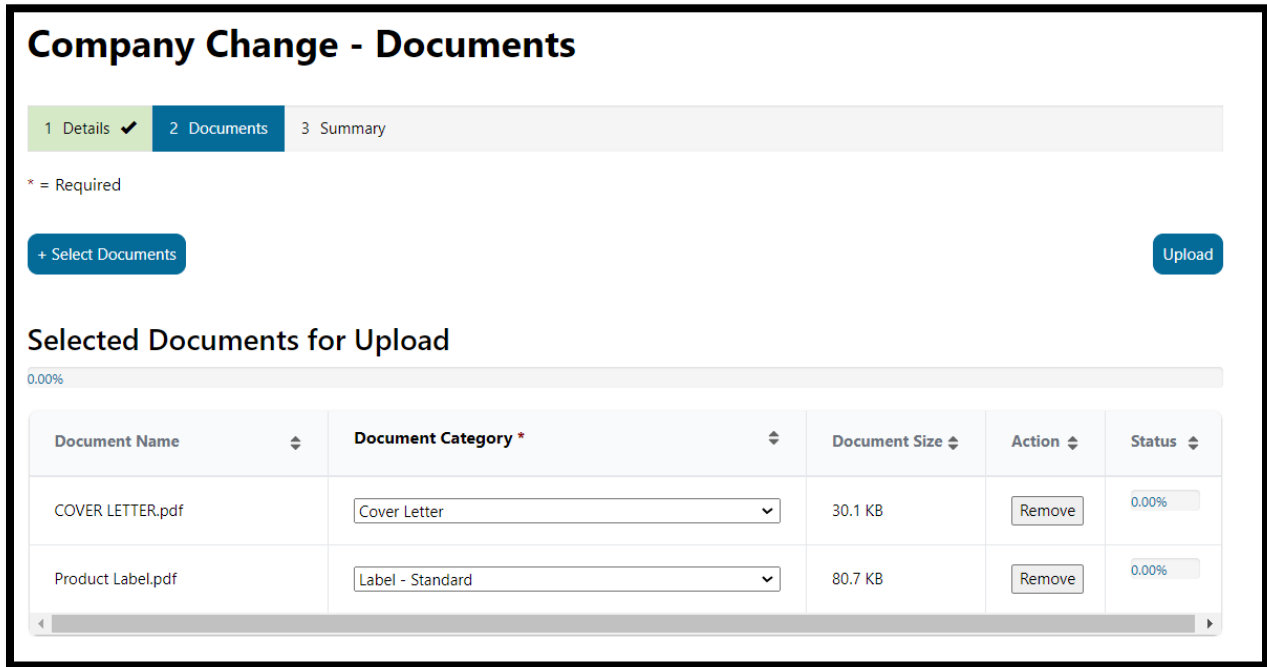 Company Change - Documents
1 Details ✔ 2 Documents 3 Summary
* = Required
+ Select Documents Upload
Selected Documents for Upload
0.00%
Document Name Document Category * Document Size Action Status
COVER LETTER.pdf Cover Letter 30.1 KB Remove 0.00%
Product Label.pdf Label - Standard 80.7 KB Remove 0.00%